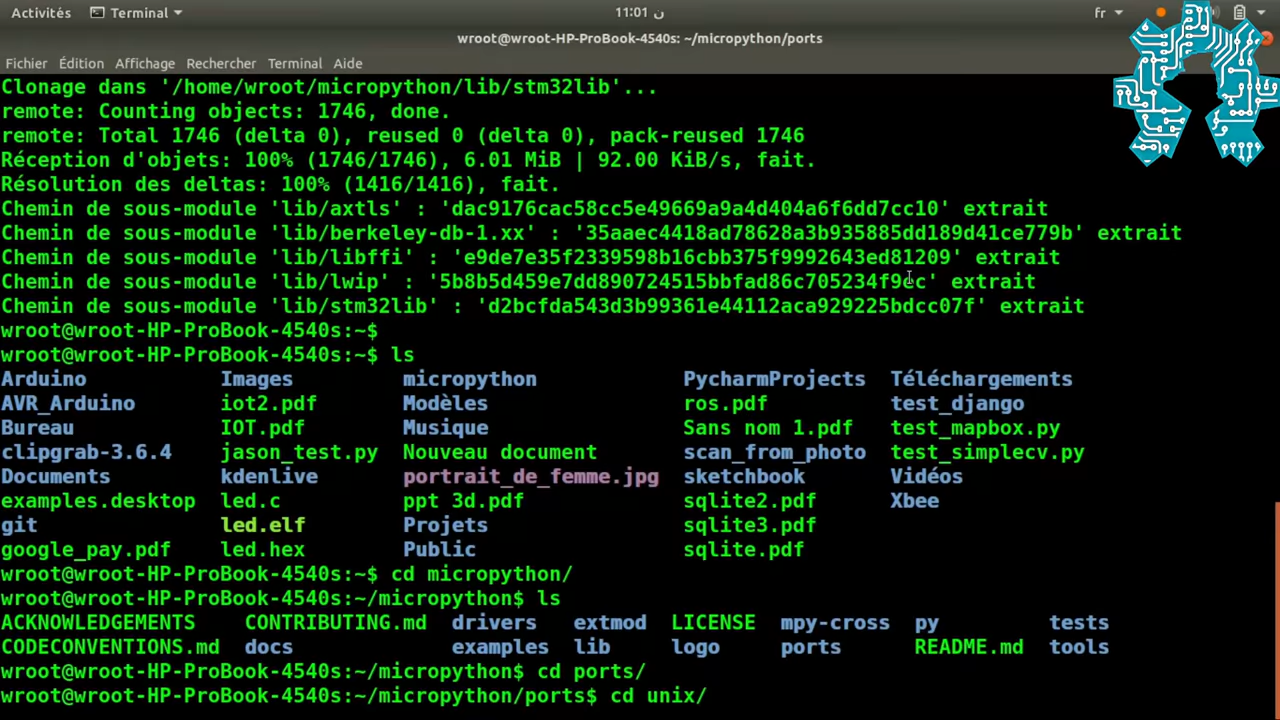 Activités Terminal 11:01 ن fr
wroot@wroot-HP-ProBook-4540s: ~/micropython/ports
Fichier Édition Affichage Rechercher Terminal Aide
Clonage dans '/home/wroot/micropython/lib/stm32lib'...
remote: Counting objects: 1746, done.
remote: Total 1746 (delta 0), reused 0 (delta 0), pack-reused 1746
Réception d'objets: 100% (1746/1746), 6.01 MiB | 92.00 KiB/s, fait.
Résolution des deltas: 100% (1416/1416), fait.
Chemin de sous-module 'lib/axtls' : 'dac9176cac58cc5e49669a9a4d404a6f6dd7cc10' extrait
Chemin de sous-module 'lib/berkeley-db-1.xx' : '35aaec4418ad78628a3b935885dd189d41ce779b' extrait
Chemin de sous-module 'lib/libffi' : 'e9de7e35f2339598b16cbb375f9992643ed81209' extrait
Chemin de sous-module 'lib/lwip' : '5b8b5d459e7dd890724515bbfad86c705234f9ec' extrait
Chemin de sous-module 'lib/stm32lib' : 'd2bcfda543d3b99361e44112aca929225bdcc07f' extrait
wroot@wroot-HP-ProBook-4540s:~$
wroot@wroot-HP-ProBook-4540s:~$ ls
Arduino Images micropython PycharmProjects Téléchargements
AVR_Arduino iot2.pdf Modèles ros.pdf test_django
Bureau IOT.pdf Musique Sans nom 1.pdf test_mapbox.py
clipgrab-3.6.4 jason_test.py Nouveau document scan_from_photo test_simplecv.py
Documents kdenlive portrait_de_femme.jpg sketchbook Vidéos
examples.desktop led.c ppt 3d.pdf sqlite2.pdf Xbee
git led.elf Projets sqlite3.pdf
google_pay.pdf led.hex Public sqlite.pdf
wroot@wroot-HP-ProBook-4540s:~$ cd micropython/
wroot@wroot-HP-ProBook-4540s:~/micropython$ ls
ACKNOWLEDGEMENTS CONTRIBUTING.md drivers extmod LICENSE mpy-cross py tests
CODECONVENTIONS.md docs examples lib logo ports README.md tools
wroot@wroot-HP-ProBook-4540s:~/micropython$ cd ports/
wroot@wroot-HP-ProBook-4540s:~/micropython/ports$ cd unix/